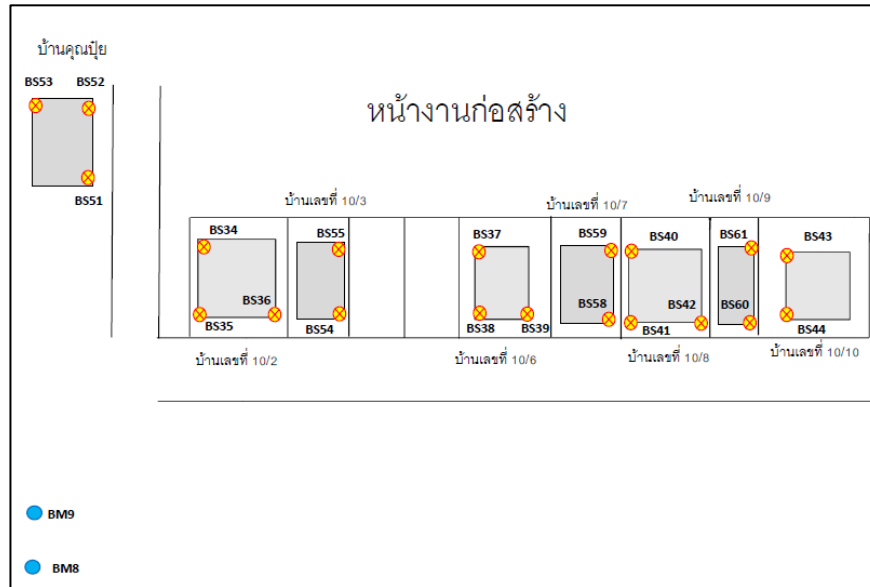 บ้านคุณปุ๋ย
BS53 BS52
BS51
หน้างานก่อสร้าง
บ้านเลขที่ 10/3
บ้านเลขที่ 10/7
บ้านเลขที่ 10/9
BS34
BS55
BS37
BS59
BS40
BS61
BS43
BS36
BS58
BS42
BS60
BS35
BS54
BS38
BS39
BS41
BS44
บ้านเลขที่ 10/2
บ้านเลขที่ 10/6
บ้านเลขที่ 10/8
บ้านเลขที่ 10/10
BM9
BM8